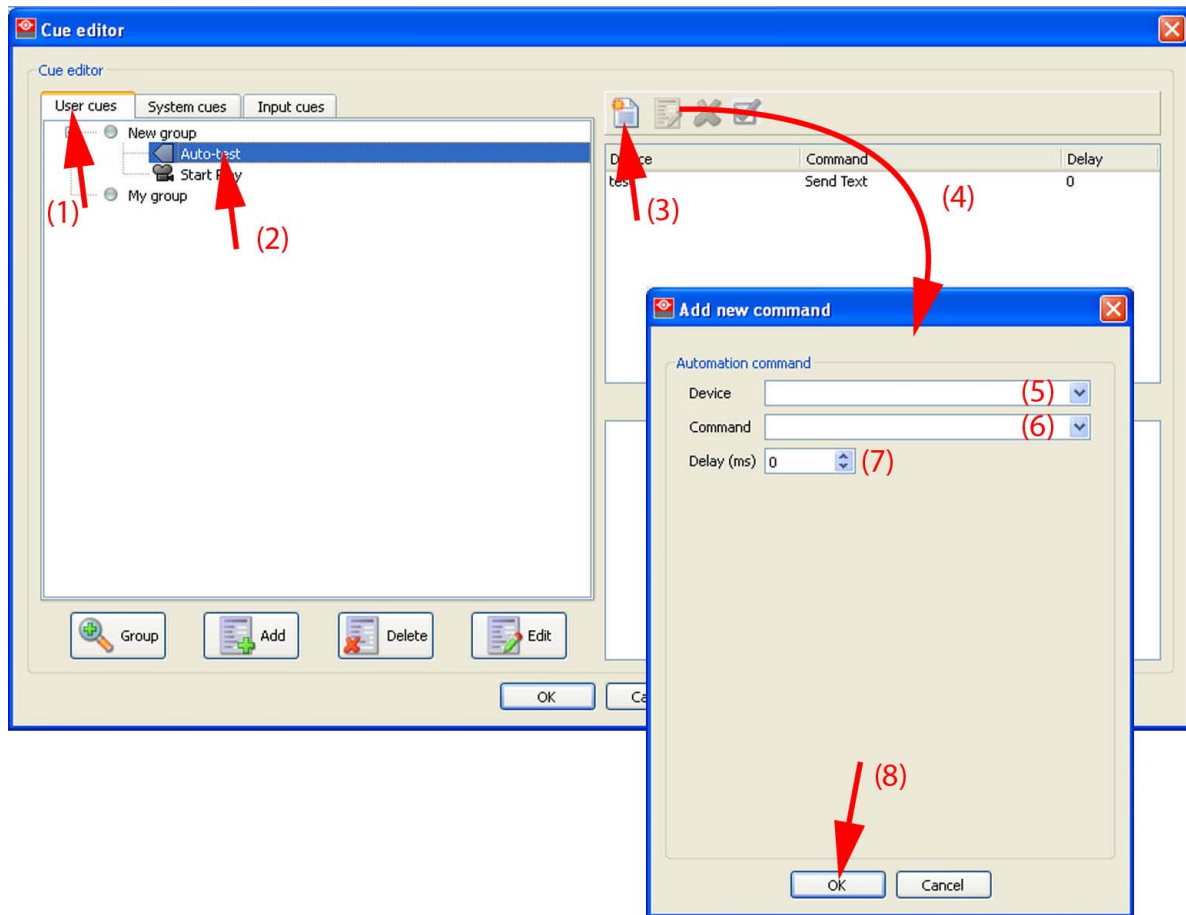 Cue editor
Cue editor
User cues System cues Input cues
New group
Auto-test
Start
My group
(1)
(2)
Command Delay
Send Text 0
(3)
(4)
Add new command
Automation command
Device (5)
Command (6)
Delay (ms) 0 (7)
Group Add Delete Edit
OK
(8)
OK Cancel